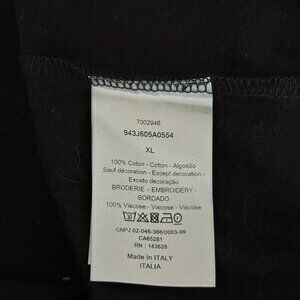 7002946
943J605A0554
XL
100% Cotton - Cotton - Algodão
Sauf décoration - Except decoration -
Exceto decoração
BRODERIE - EMBROIDERY -
BORDADO
100% Viscose - Viscose - Viscose
CNPJ 02-046-366/0003-99
CA65281
RN : 143628
Made In ITALY
ITALIA